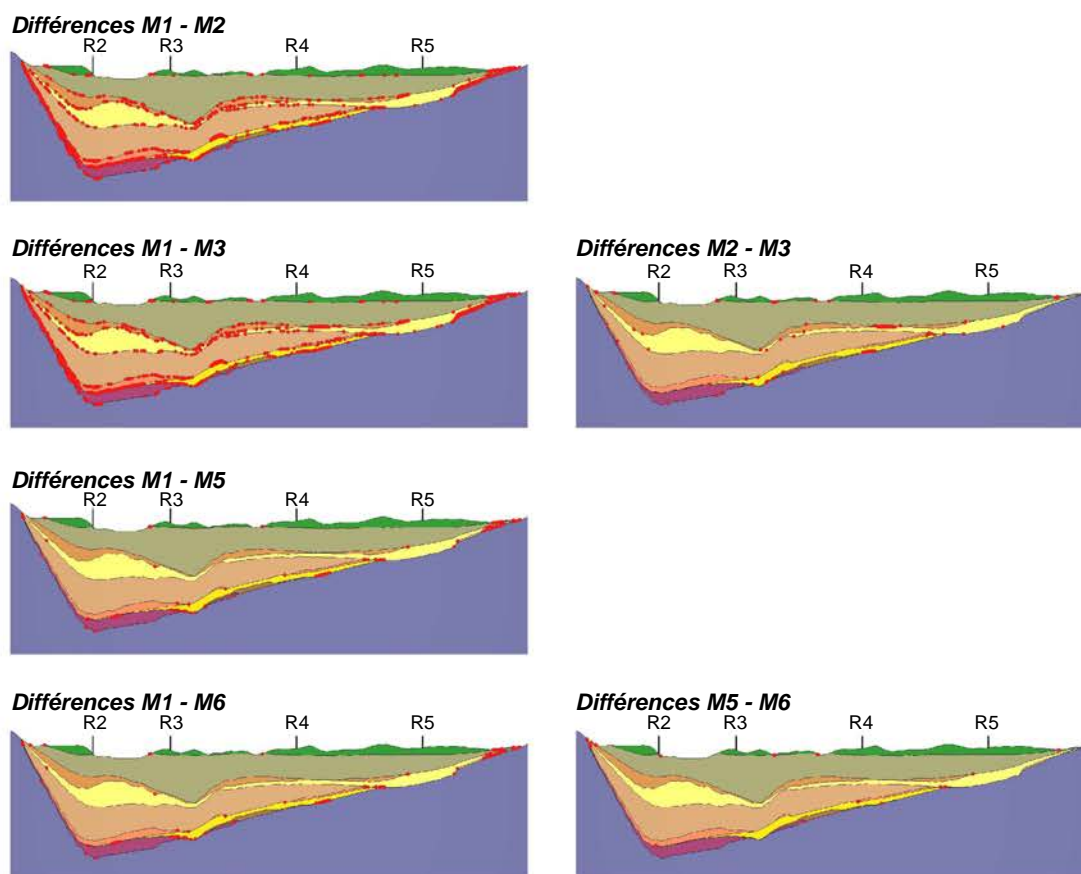 Différences M1 - M2
R2 R3 R4 R5
Différences M1 - M3
R2 R3 R4 R5
Différences M2 - M3
R2 R3 R4 R5
Différences M1 - M5
R2 R3 R4 R5
Différences M1 - M6
R2 R3 R4 R5
Différences M5 - M6
R2 R3 R4 R5